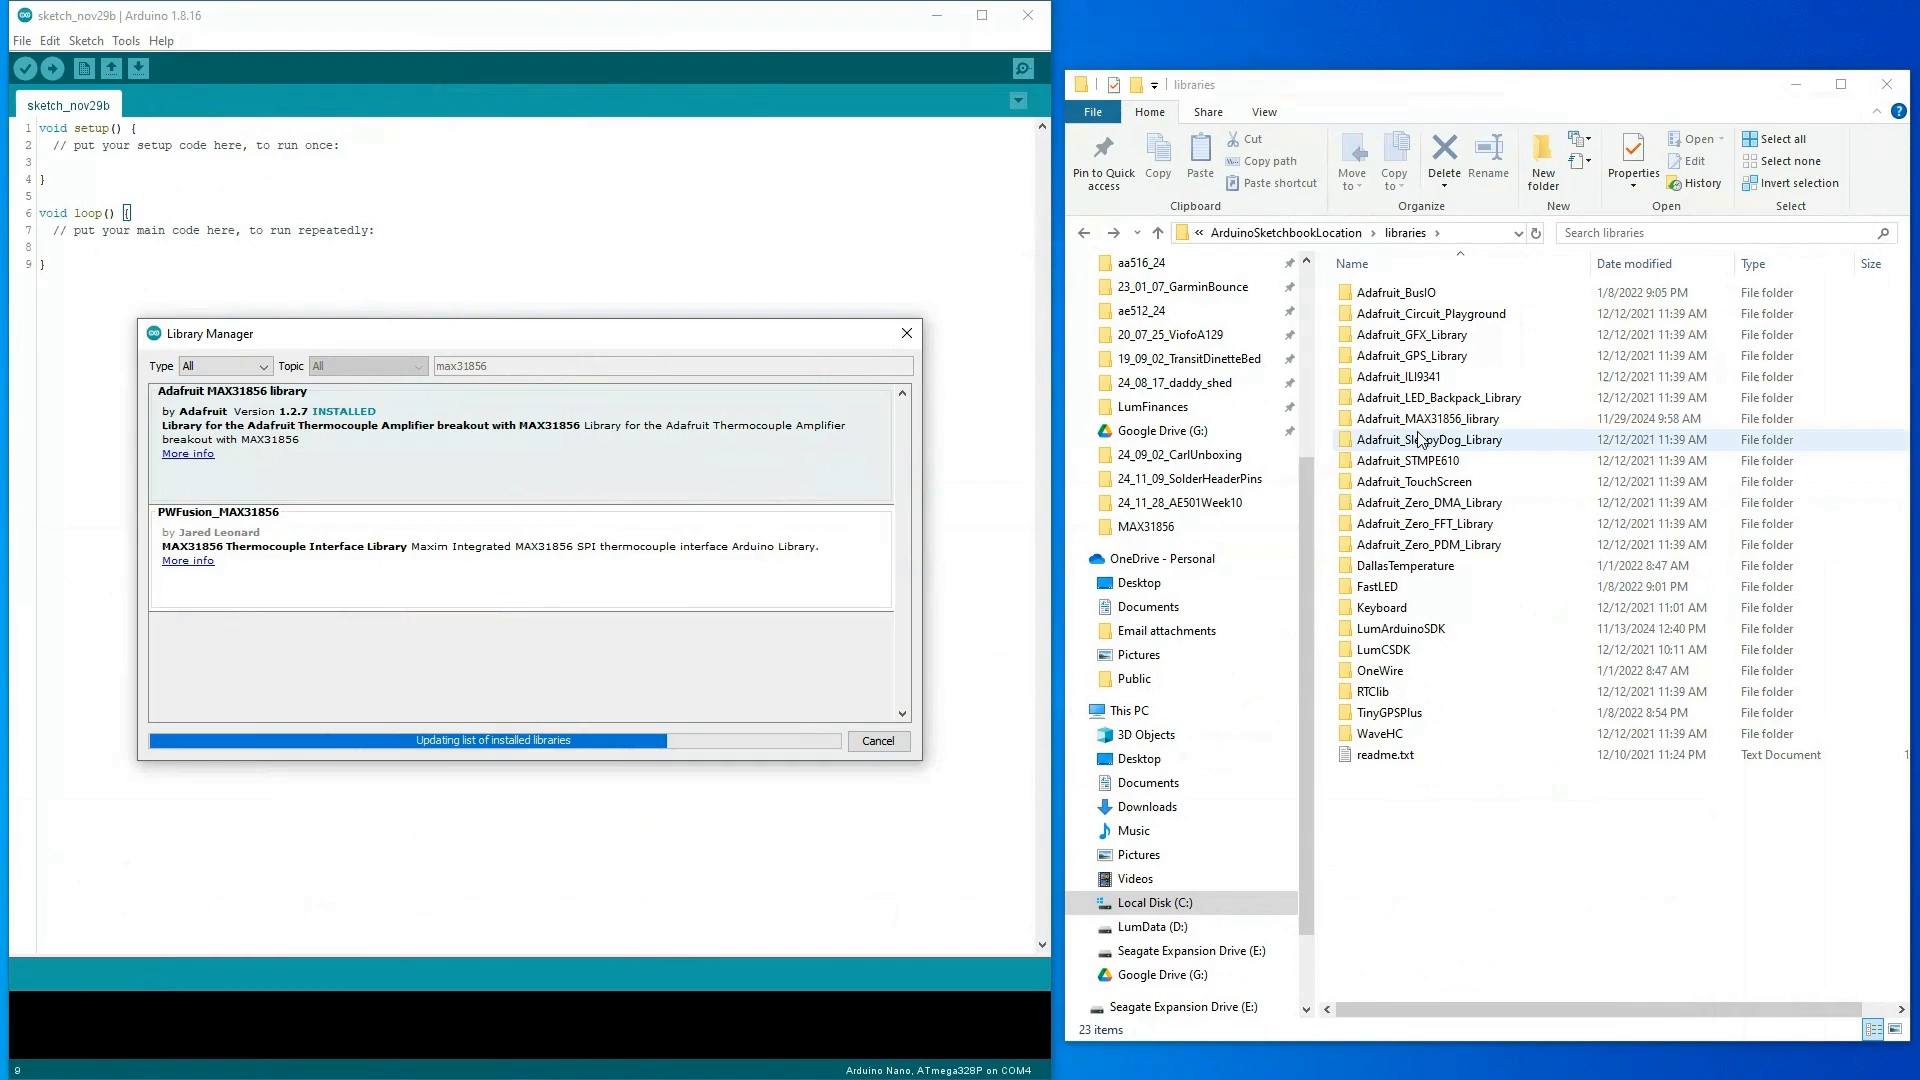 sketch_nov29b | Arduino 1.8.16
File Edit Sketch Tools Help
sketch_nov29b
1 void setup() {
2 // put your setup code here, to run once:
3
4 }
5
6 void loop() {
7 // put your main code here, to run repeatedly:
8
9 }
Library Manager
Type All Topic All max31856
Adafruit MAX31856 library
by Adafruit Version 1.2.7 INSTALLED
Library for the Adafruit Thermocouple Amplifier breakout with MAX31856 Library for the Adafruit Thermocouple Amplifier
breakout with MAX31856
More info
PWFusion_MAX31856
by Jared Leonard
MAX31856 Thermocouple Interface Library Maxim Integrated MAX31856 SPI thermocouple interface Arduino Library.
More info
Updating list of installed libraries
Cancel
9
Arduino Nano, ATmega328P on COM4
libraries
File Home Share View
Pin to Quick
access
Copy
Paste
Cut
Copy path
Paste shortcut
Clipboard
Move
to
Copy
to
Delete
Rename
Organize
New
folder
New
Properties
Open
Edit
History
Open
Select all
Select none
Invert selection
Select
« ArduinoSketchbookLocation > libraries >
Search libraries
aa516_24
23_01_07_GarminBounce
ae512_24
20_07_25_ViofoA129
19_09_02_TransitDinetteBed
24_08_17_daddy_shed
LumFinances
Google Drive (G:)
24_09_02_CarlUnboxing
24_11_09_SolderHeaderPins
24_11_28_AE501Week10
MAX31856
OneDrive - Personal
Desktop
Documents
Email attachments
Pictures
Public
This PC
3D Objects
Desktop
Documents
Downloads
Music
Pictures
Videos
Local Disk (C:)
LumData (D:)
Seagate Expansion Drive (E:)
Google Drive (G:)
Seagate Expansion Drive (E:)
Name Date modified Type Size
Adafruit_BusIO 1/8/2022 9:05 PM File folder
Adafruit_Circuit_Playground 12/12/2021 11:39 AM File folder
Adafruit_GFX_Library 12/12/2021 11:39 AM File folder
Adafruit_GPS_Library 12/12/2021 11:39 AM File folder
Adafruit_ILI9341 12/12/2021 11:39 AM File folder
Adafruit_LED_Backpack_Library 12/12/2021 11:39 AM File folder
Adafruit_MAX31856_library 11/29/2024 9:58 AM File folder
Adafruit_SleepyDog_Library 12/12/2021 11:39 AM File folder
Adafruit_STMPE610 12/12/2021 11:39 AM File folder
Adafruit_TouchScreen 12/12/2021 11:39 AM File folder
Adafruit_Zero_DMA_Library 12/12/2021 11:39 AM File folder
Adafruit_Zero_FFT_Library 12/12/2021 11:39 AM File folder
Adafruit_Zero_PDM_Library 12/12/2021 11:39 AM File folder
DallasTemperature 1/1/2022 8:47 AM File folder
FastLED 1/8/2022 9:01 PM File folder
Keyboard 12/12/2021 11:01 AM File folder
LumArduinoSDK 11/13/2024 12:40 PM File folder
LumCSDK 12/12/2021 10:11 AM File folder
OneWire 1/1/2022 8:47 AM File folder
RTClib 12/12/2021 11:39 AM File folder
TinyGPSPlus 1/8/2022 8:54 PM File folder
WaveHC 12/12/2021 11:39 AM File folder
readme.txt 12/10/2021 11:24 PM Text Document 1
23 items